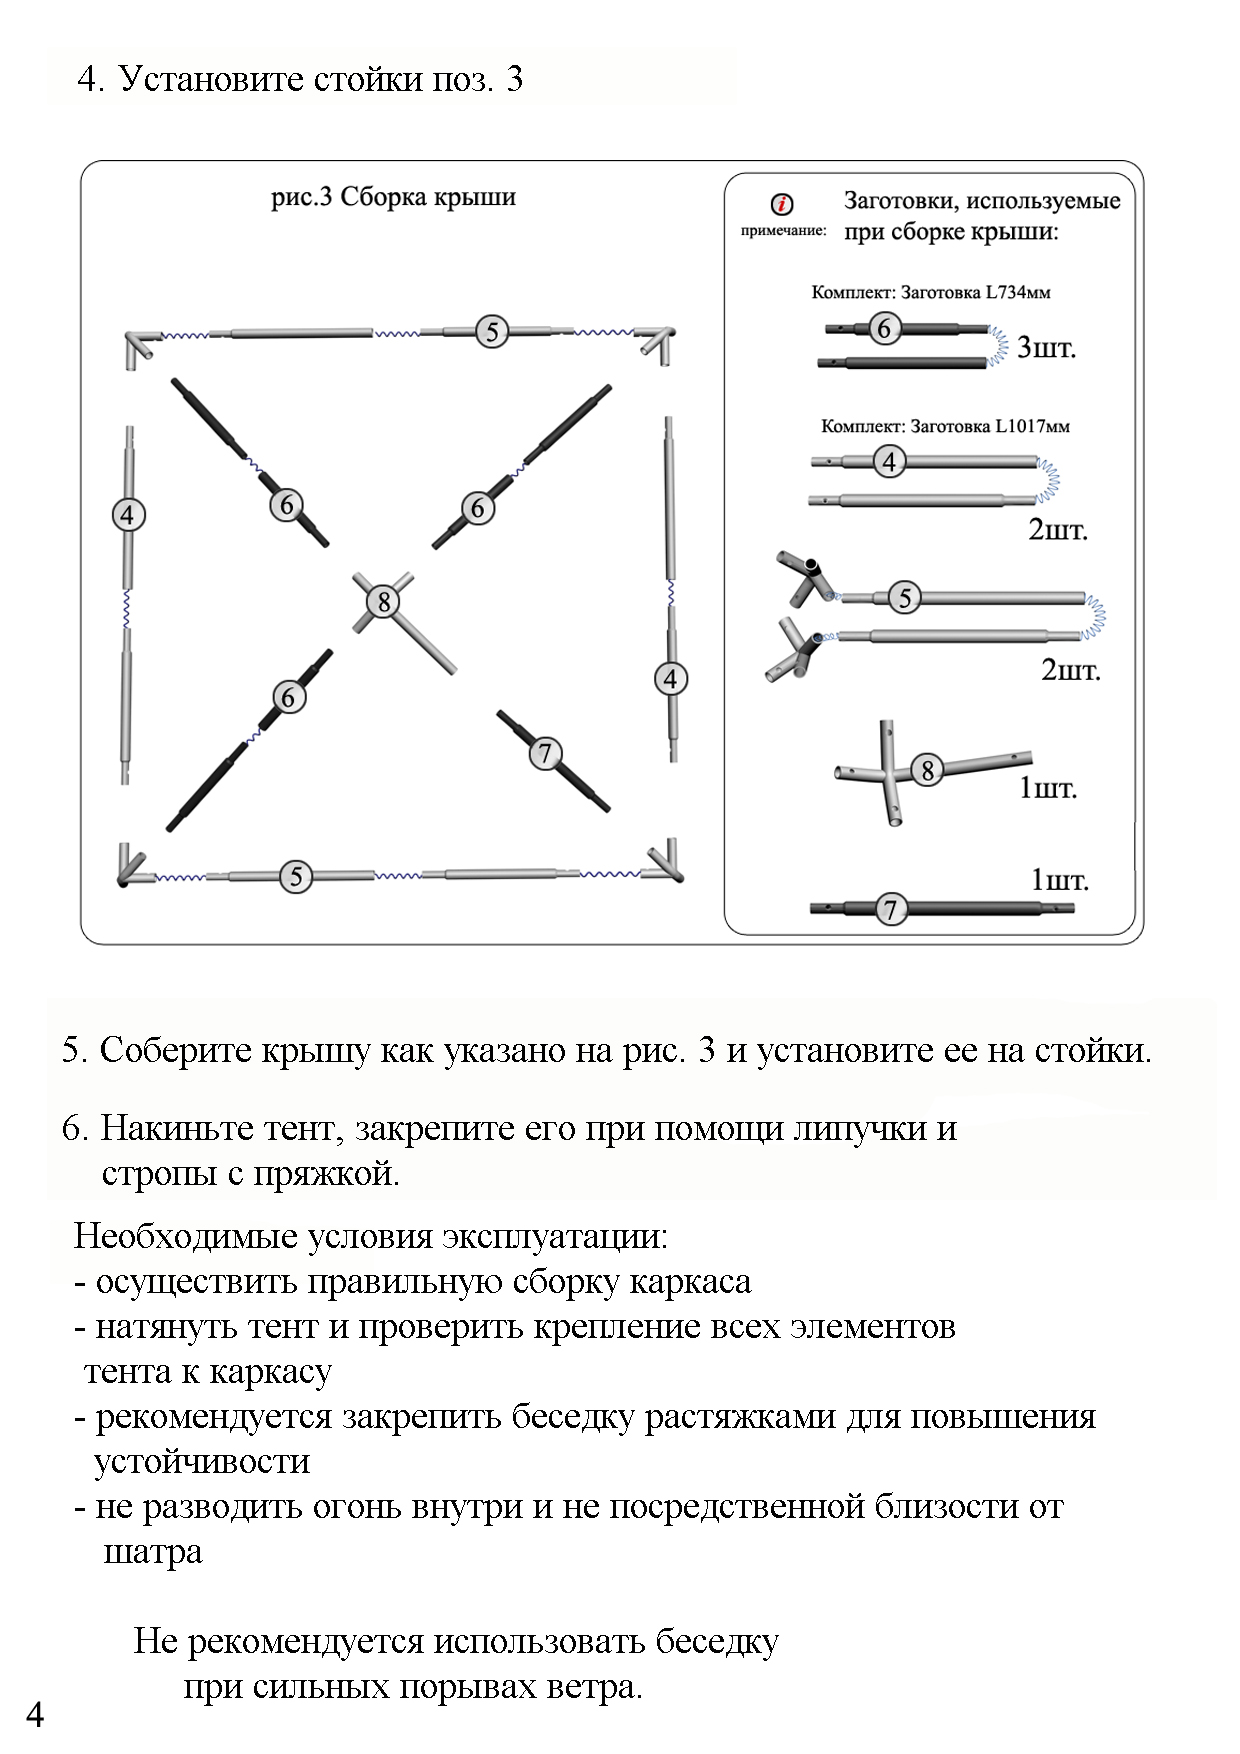 4. Установите стойки поз. 3
рис.3 Сборка крыши
i
примечание:
Заготовки, используемые
при сборке крыши:
Комплект: Заготовка L734мм
6
3шт.
Комплект: Заготовка L1017мм
4
2шт.
5
2шт.
8
1шт.
1шт.
7
5
4
6
6
8
6
4
7
5
5. Соберите крышу как указано на рис. 3 и установите ее на стойки.
6. Накиньте тент, закрепите его при помощи липучки и
стропы с пряжкой.
Необходимые условия эксплуатации:
- осуществить правильную сборку каркаса
- натянуть тент и проверить крепление всех элементов
тента к каркасу
- рекомендуется закрепить беседку растяжками для повышения
устойчивости
- не разводить огонь внутри и не посредственной близости от
шатра
Не рекомендуется использовать беседку
при сильных порывах ветра.
4